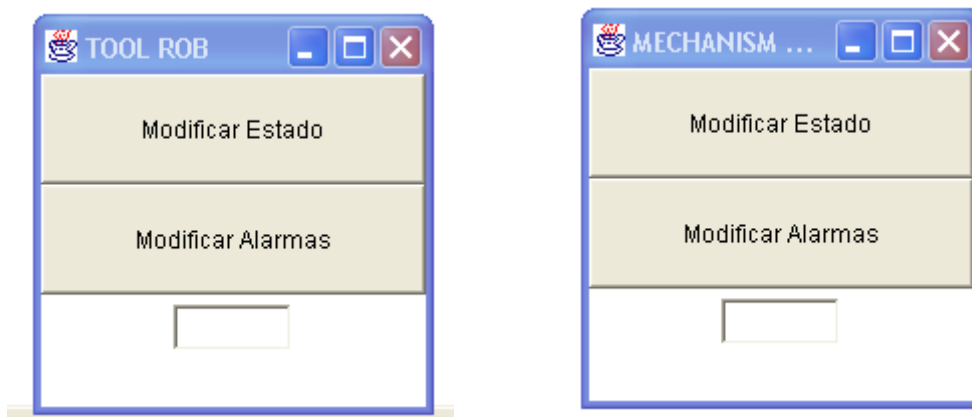 TOOL ROB
Modificar Estado
Modificar Alarmas
MECHANISM ...
Modificar Estado
Modificar Alarmas